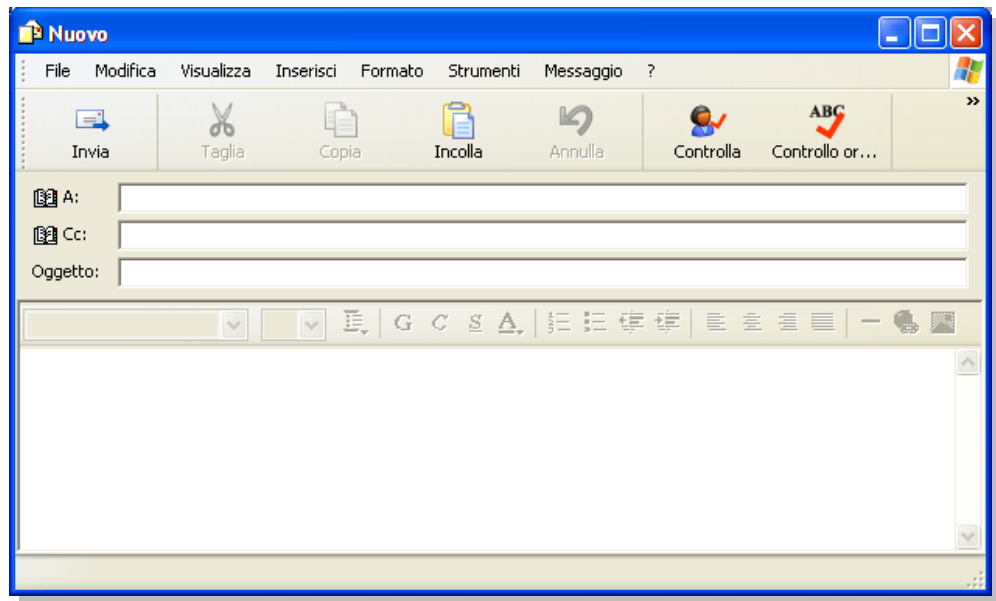 Nuovo
File Modifica Visualizza Inserisci Formato Strumenti Messaggio ?
ABC »
Invia Taglia Copia Incolla Annulla Controlla Controllo or...
A:
Cc:
Oggetto:
G C S A